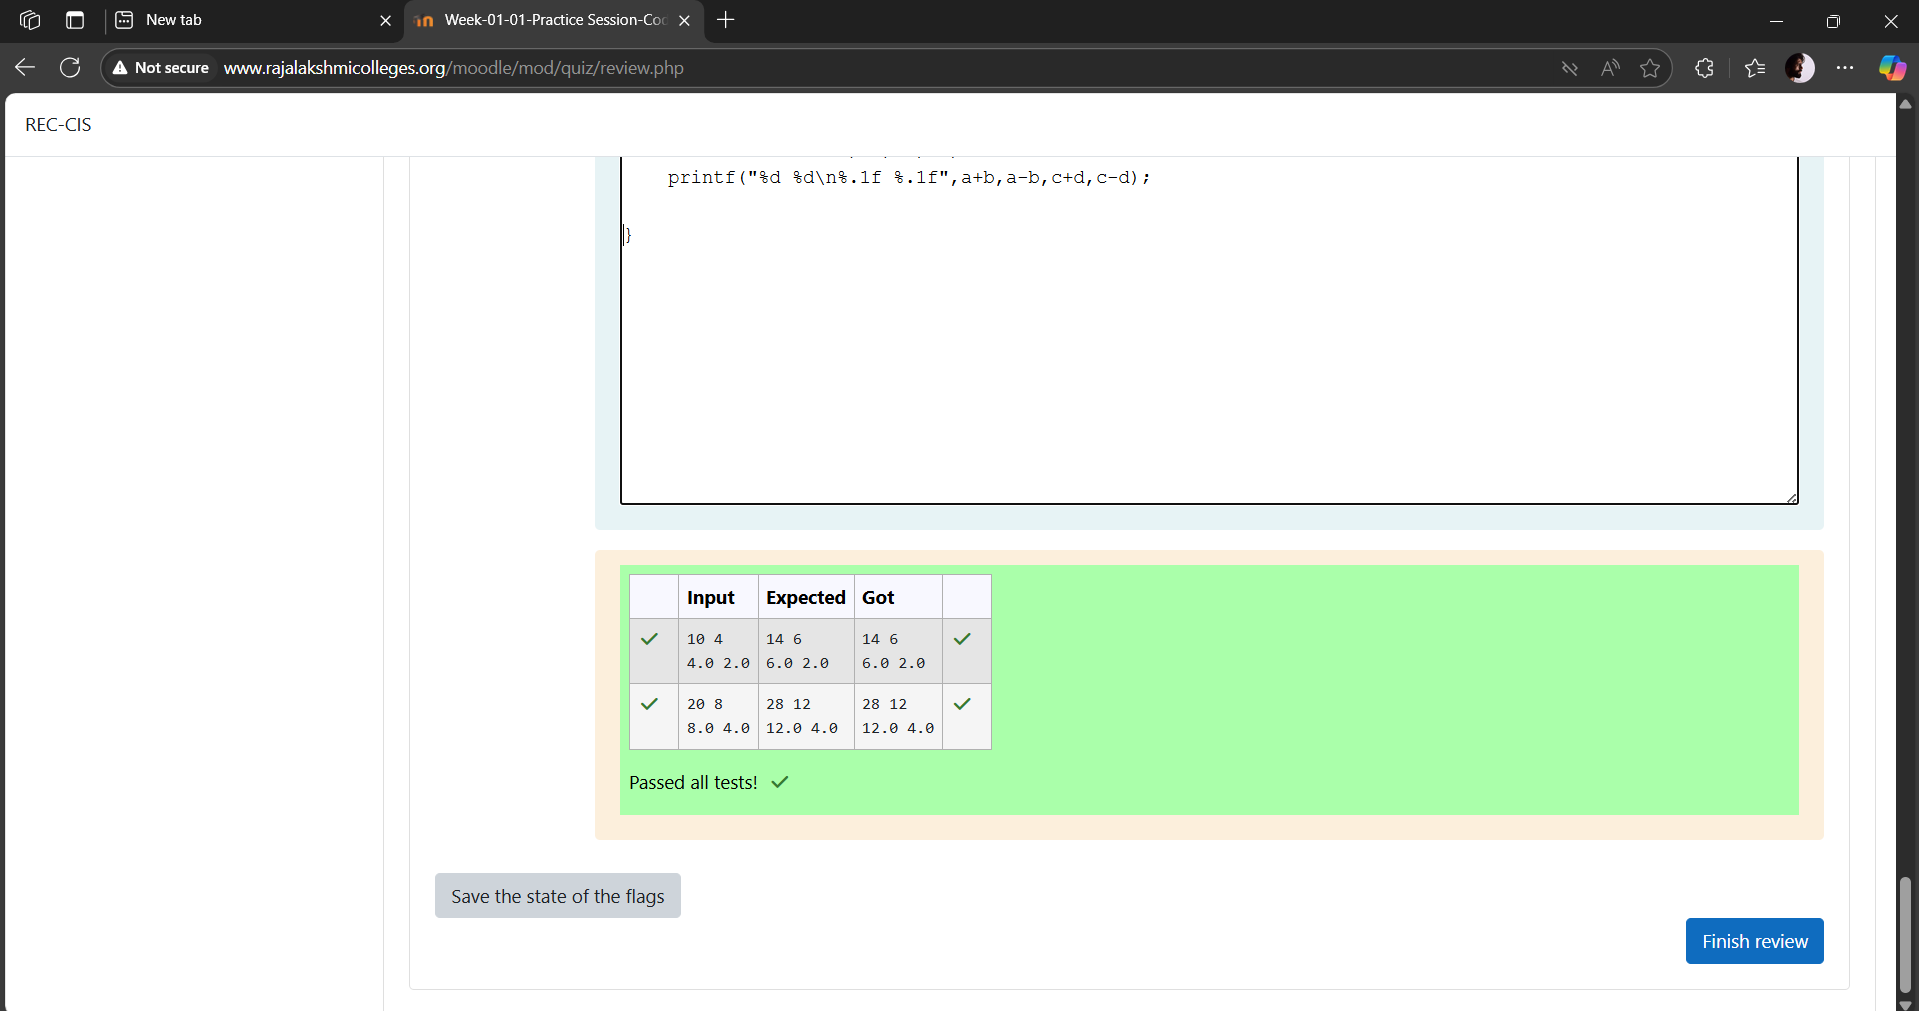 New tab
Week-01-01-Practice Session-Cod
Not secure
www.rajalakshmicolleges.org/moodle/mod/quiz/review.php
REC-CIS
printf("%d %d\n%.1f %.1f",a+b,a-b,c+d,c-d);
}
Input Expected Got
10 4 14 6 14 6
4.0 2.0 6.0 2.0 6.0 2.0
20 8 28 12 28 12
8.0 4.0 12.0 4.0 12.0 4.0
Passed all tests!
Save the state of the flags
Finish review